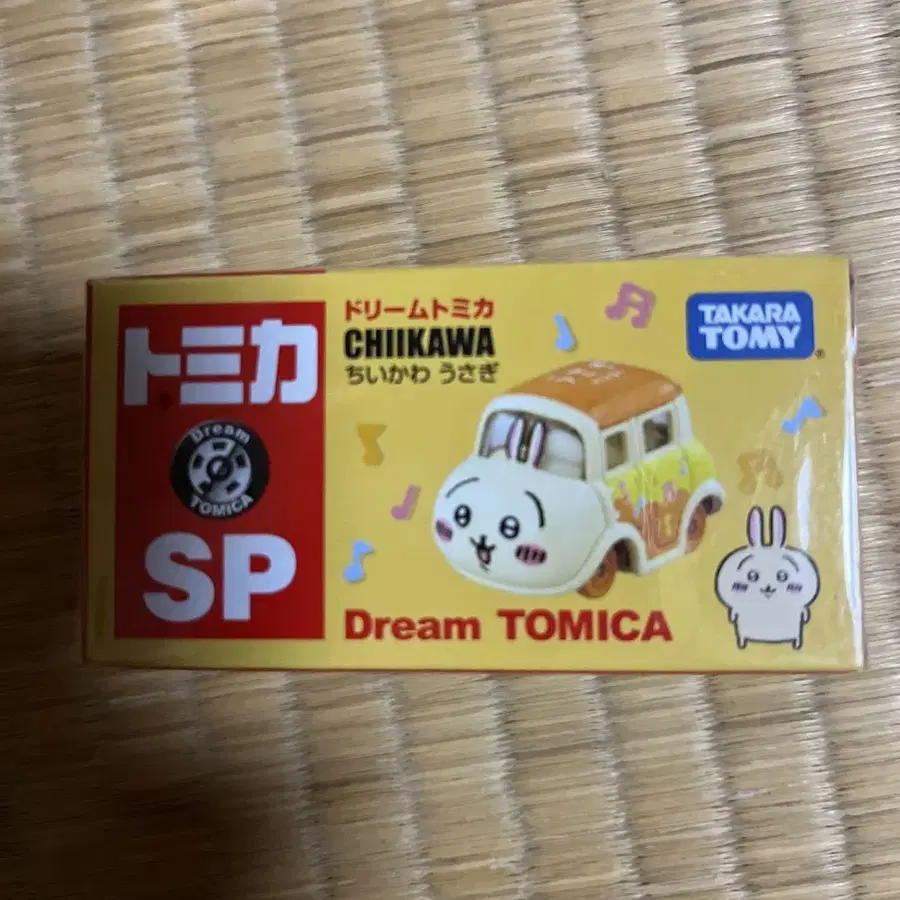 トミカ
Dream
TOMICA
SP
ドリームトミカ
CHIIKAWA
ちいかわ うさぎ
TAKARA
TOMY
®
Dream TOMICA